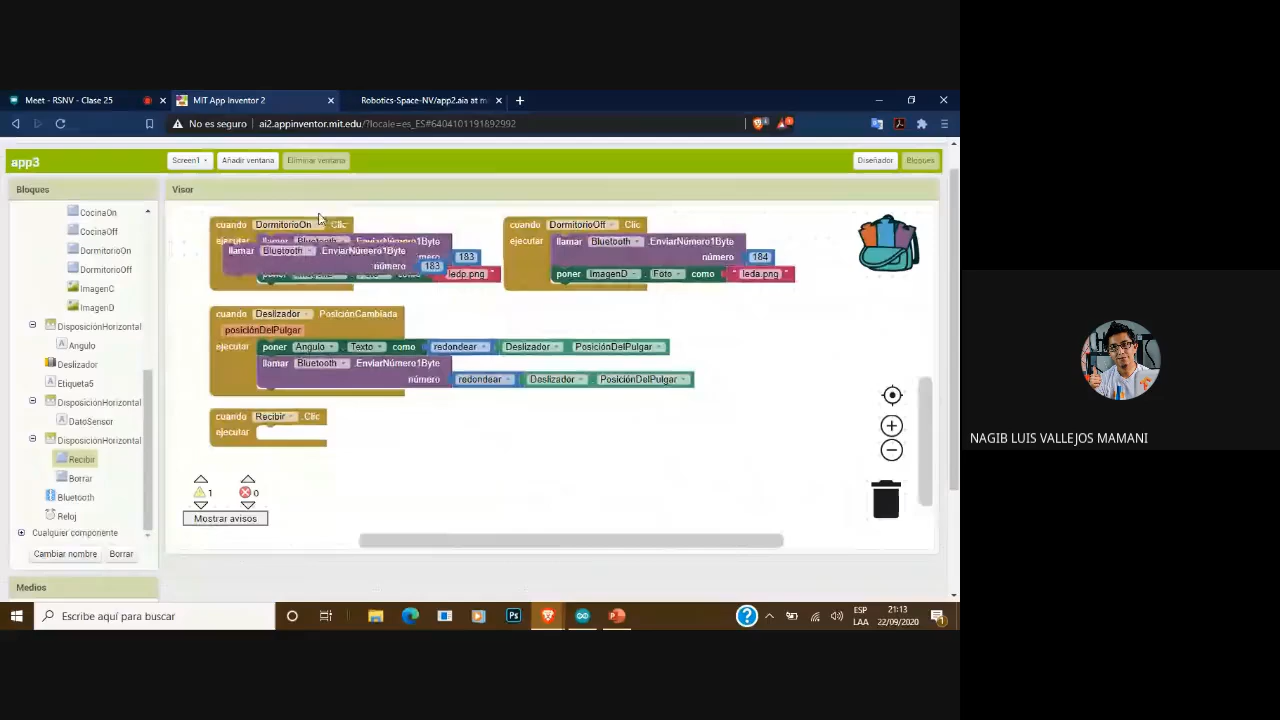 Meet - RSNV - Clase 25
MIT App Inventor 2
Robotics-Space-NV/app2.aia at m
No es seguro
ai2.appinventor.mit.edu/?locale=es_ES#6404101191892992
app3
Screen1
Añadir ventana
Eliminar ventana
Diseñador
Bloques
Bloques
Visor
CocinaOn
CocinaOff
DormitorioOn
DormitorioOff
ImagenC
ImagenD
DisposiciónHorizontal
Angulo
Deslizador
Etiqueta5
DisposiciónHorizontal
DatoSensor
DisposiciónHorizontal
Recibir
Borrar
Bluetooth
Reloj
Cualquier componente
Cambiar nombre
Borrar
Medios
cuando DormitorioOn .Clic
ejecutar llamar Bluetooth .EnviarNúmero1Byte
llamar Bluetooth .EnviarNúmero1Byte
número 183
número 183
poner ledp.png
cuando DormitorioOff .Clic
ejecutar llamar Bluetooth .EnviarNúmero1Byte
número 184
poner ImagenD . Foto como " leda.png "
cuando Deslizador .PosiciónCambiada
posiciónDelPulgar
ejecutar poner Angulo . Texto como redondear Deslizador . PosiciónDelPulgar
llamar Bluetooth .EnviarNúmero1Byte
número redondear Deslizador . PosiciónDelPulgar
cuando Recibir .Clic
ejecutar
1
0
Mostrar avisos
NAGIB LUIS VALLEJOS MAMANI
Escribe aquí para buscar
ESP
LAA
21:13
22/09/2020